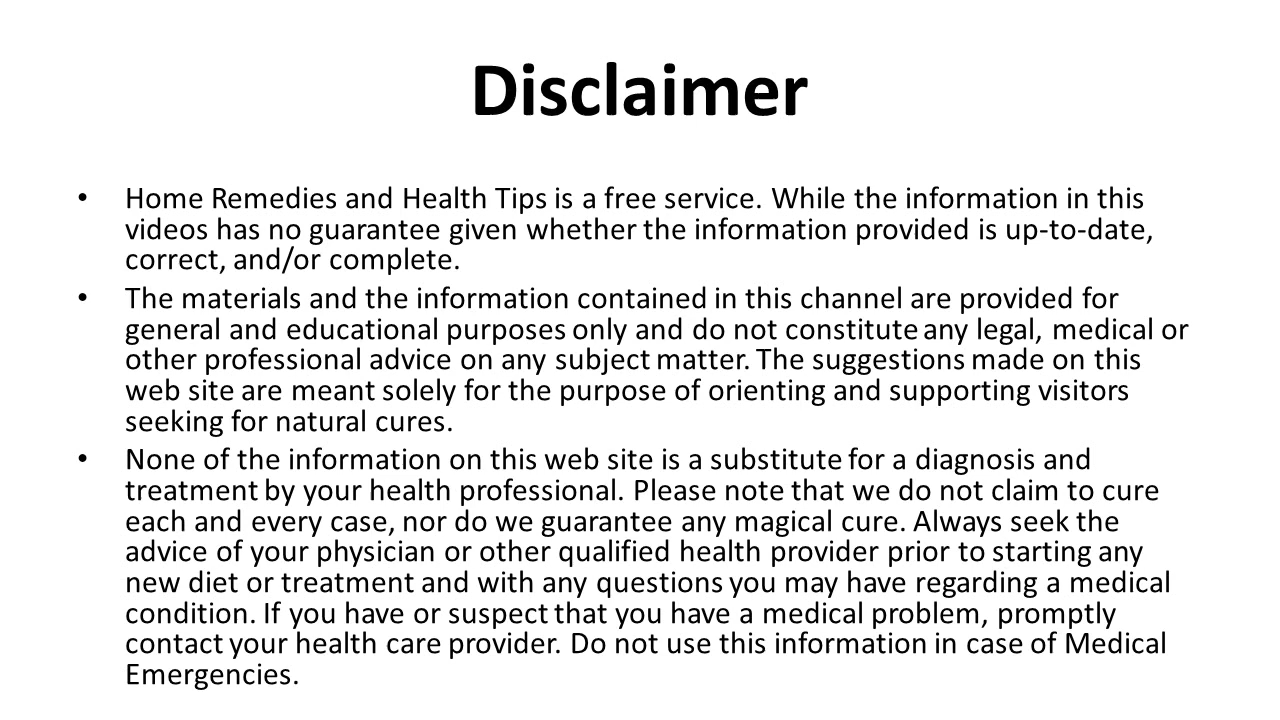 Disclaimer
• Home Remedies and Health Tips is a free service. While the information in this
videos has no guarantee given whether the information provided is up-to-date,
correct, and/or complete.
• The materials and the information contained in this channel are provided for
general and educational purposes only and do not constitute any legal, medical or
other professional advice on any subject matter. The suggestions made on this
web site are meant solely for the purpose of orienting and supporting visitors
seeking for natural cures.
• None of the information on this web site is a substitute for a diagnosis and
treatment by your health professional. Please note that we do not claim to cure
each and every case, nor do we guarantee any magical cure. Always seek the
advice of your physician or other qualified health provider prior to starting any
new diet or treatment and with any questions you may have regarding a medical
condition. If you have or suspect that you have a medical problem, promptly
contact your health care provider. Do not use this information in case of Medical
Emergencies.